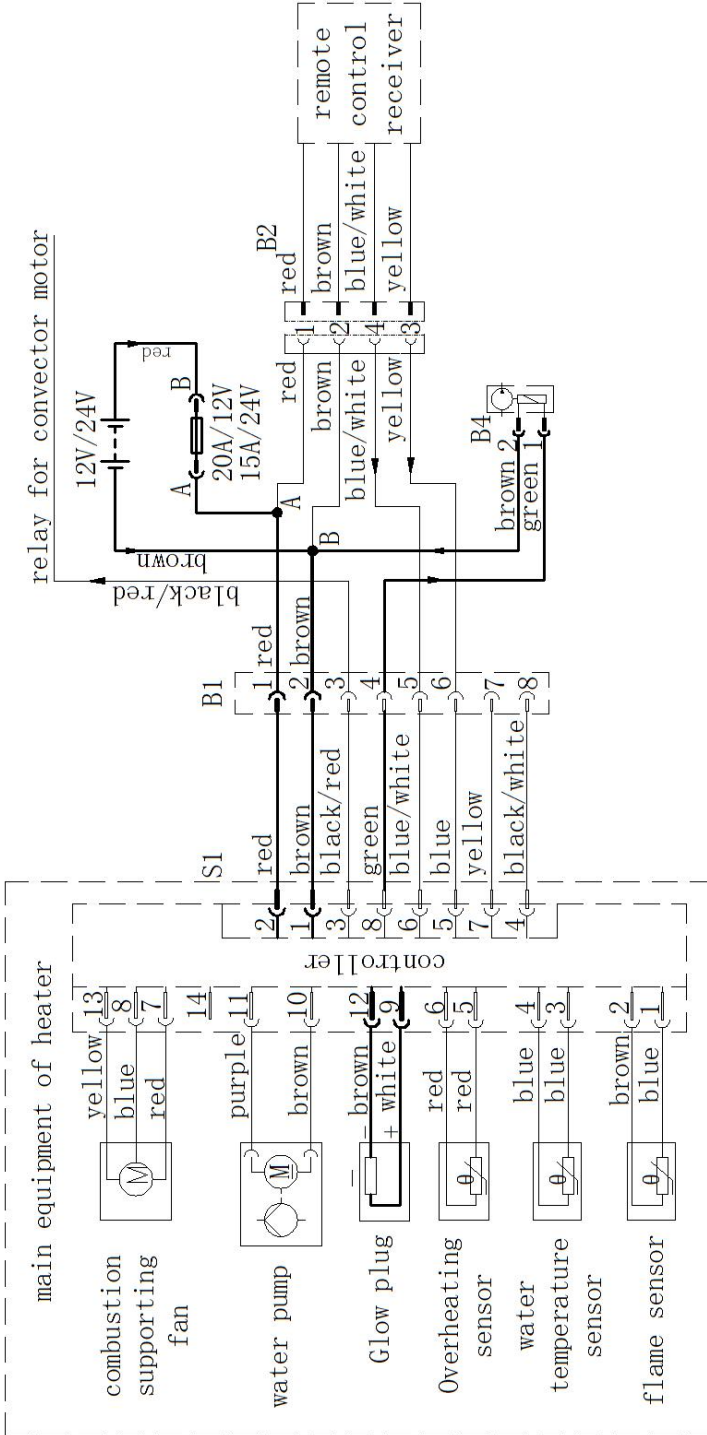 main equipment of heater
combustion
supporting
fan
yellow
blue
red
M
13
8
7
14
water pump
purple
brown
M
11
10
Glow plug
brown
+ white
12
9
Overheating
sensor
red
red
θ
6
5
water
temperature
sensor
blue
blue
θ
4
3
flame sensor
brown
blue
θ
2
1
controller
2
1
3
8
6
5
7
4
S1
red
brown
black/red
green
blue/white
blue
yellow
black/white
B1
1
2
3
4
5
6
7
8
red
brown
black/red
brown
relay for convector motor
12V/24V
red
A
B
20A/12V
15A/24V
A
B
red
brown
blue/white
yellow
1
2
4
3
B2
red
brown
blue/white
yellow
remote
control
receiver
brown 2
green 1
B4